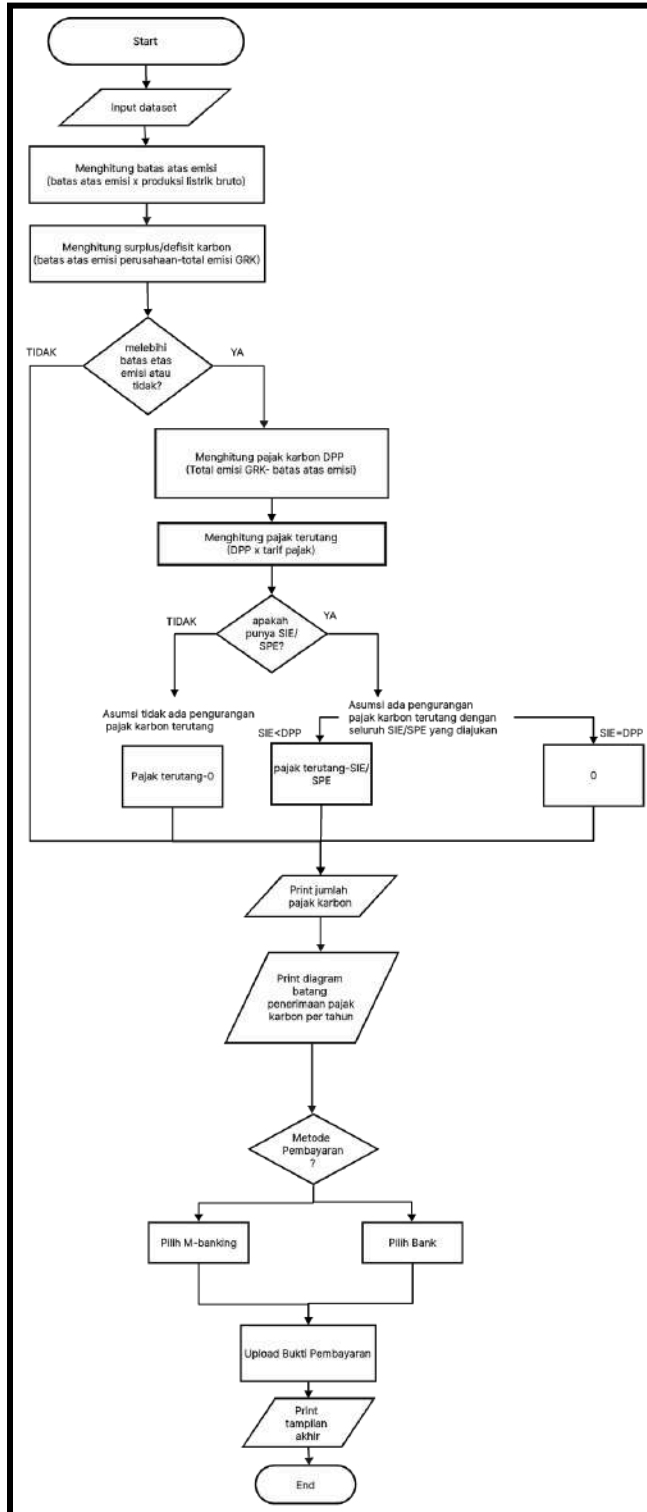 Start
Input dataset
Menghitung batas atas emisi
(batas atas emisi x produksi listrik bruto)
Menghitung surplus/defisit karbon
(batas atas emisi perusahaan-total emisi GRK)
TIDAK
melebihi
batas etas
emisi atau
tidak?
YA
Menghitung pajak karbon DPP
(Total emisi GRK- batas atas emisi)
Menghitung pajak terutang
(DPP x tarif pajak)
TIDAK
apakah
punya SIE/
SPE?
YA
Asumsi tidak ada pengurangan
pajak karbon terutang
Asumsi ada pengurangan
pajak karbon terutang dengan
seluruh SIE/SPE yang diajukan
SIE<DPP
SIE=DPP
Pajak terutang-0
pajak terutang-SIE/
SPE
0
Print jumlah
pajak karbon
Print diagram
batang
penerimaan pajak
karbon per tahun
Metode
Pembayaran
?
Pilih M-banking
Pilih Bank
Upload Bukti Pembayaran
Print
tampilan
akhir
End